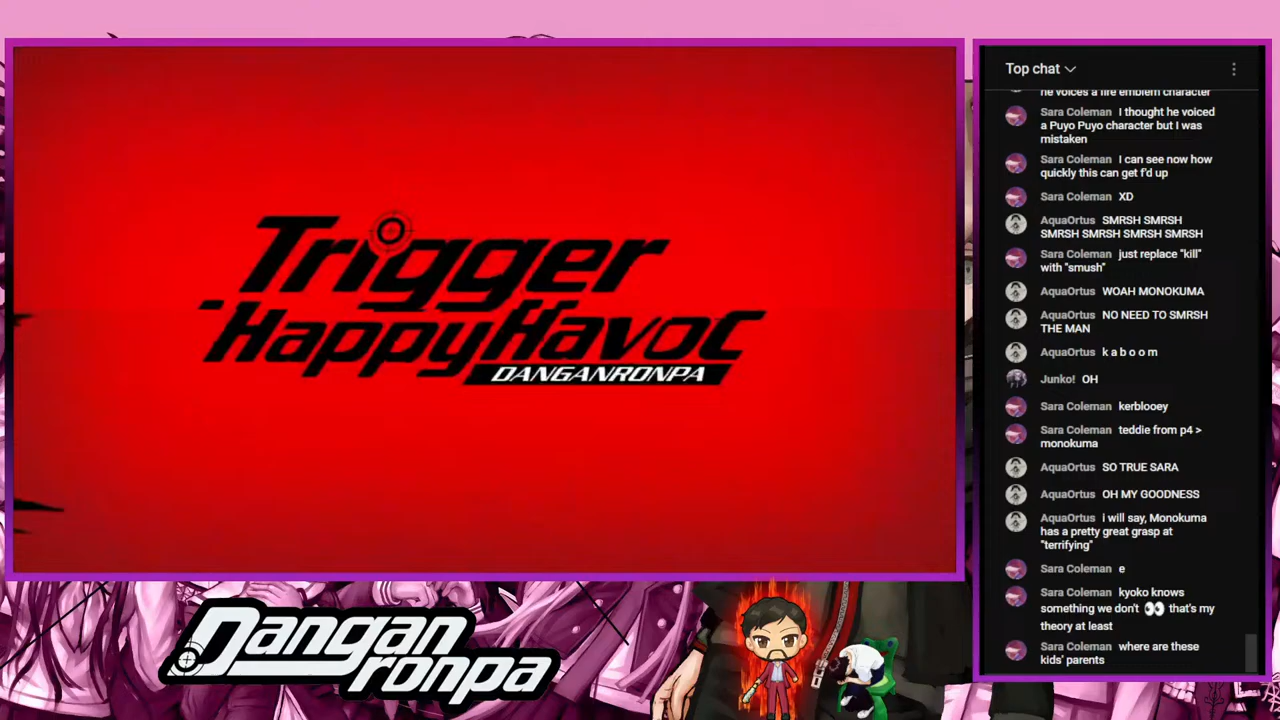 Trigger
-Happy Havoc
DANGANRONPA
Dangan
ronpa
Top chat
he voices a fire emblem character
Sara Coleman I thought he voiced
a Puyo Puyo character but I was
mistaken
Sara Coleman I can see now how
quickly this can get f'd up
Sara Coleman XD
AquaOrtus SMRSH SMRSH
SMRSH SMRSH SMRSH SMRSH
Sara Coleman just replace "kill"
with "smush"
AquaOrtus WOAH MONOKUMA
AquaOrtus NO NEED TO SMRSH
THE MAN
AquaOrtus k a b o o m
Junko! OH
Sara Coleman kerblooey
Sara Coleman teddie from p4 >
monokuma
AquaOrtus SO TRUE SARA
AquaOrtus OH MY GOODNESS
AquaOrtus i will say, Monokuma
has a pretty great grasp at
"terrifying"
Sara Coleman e
Sara Coleman kyoko knows
something we don't 👀 that's my
theory at least
Sara Coleman where are these
kids' parents